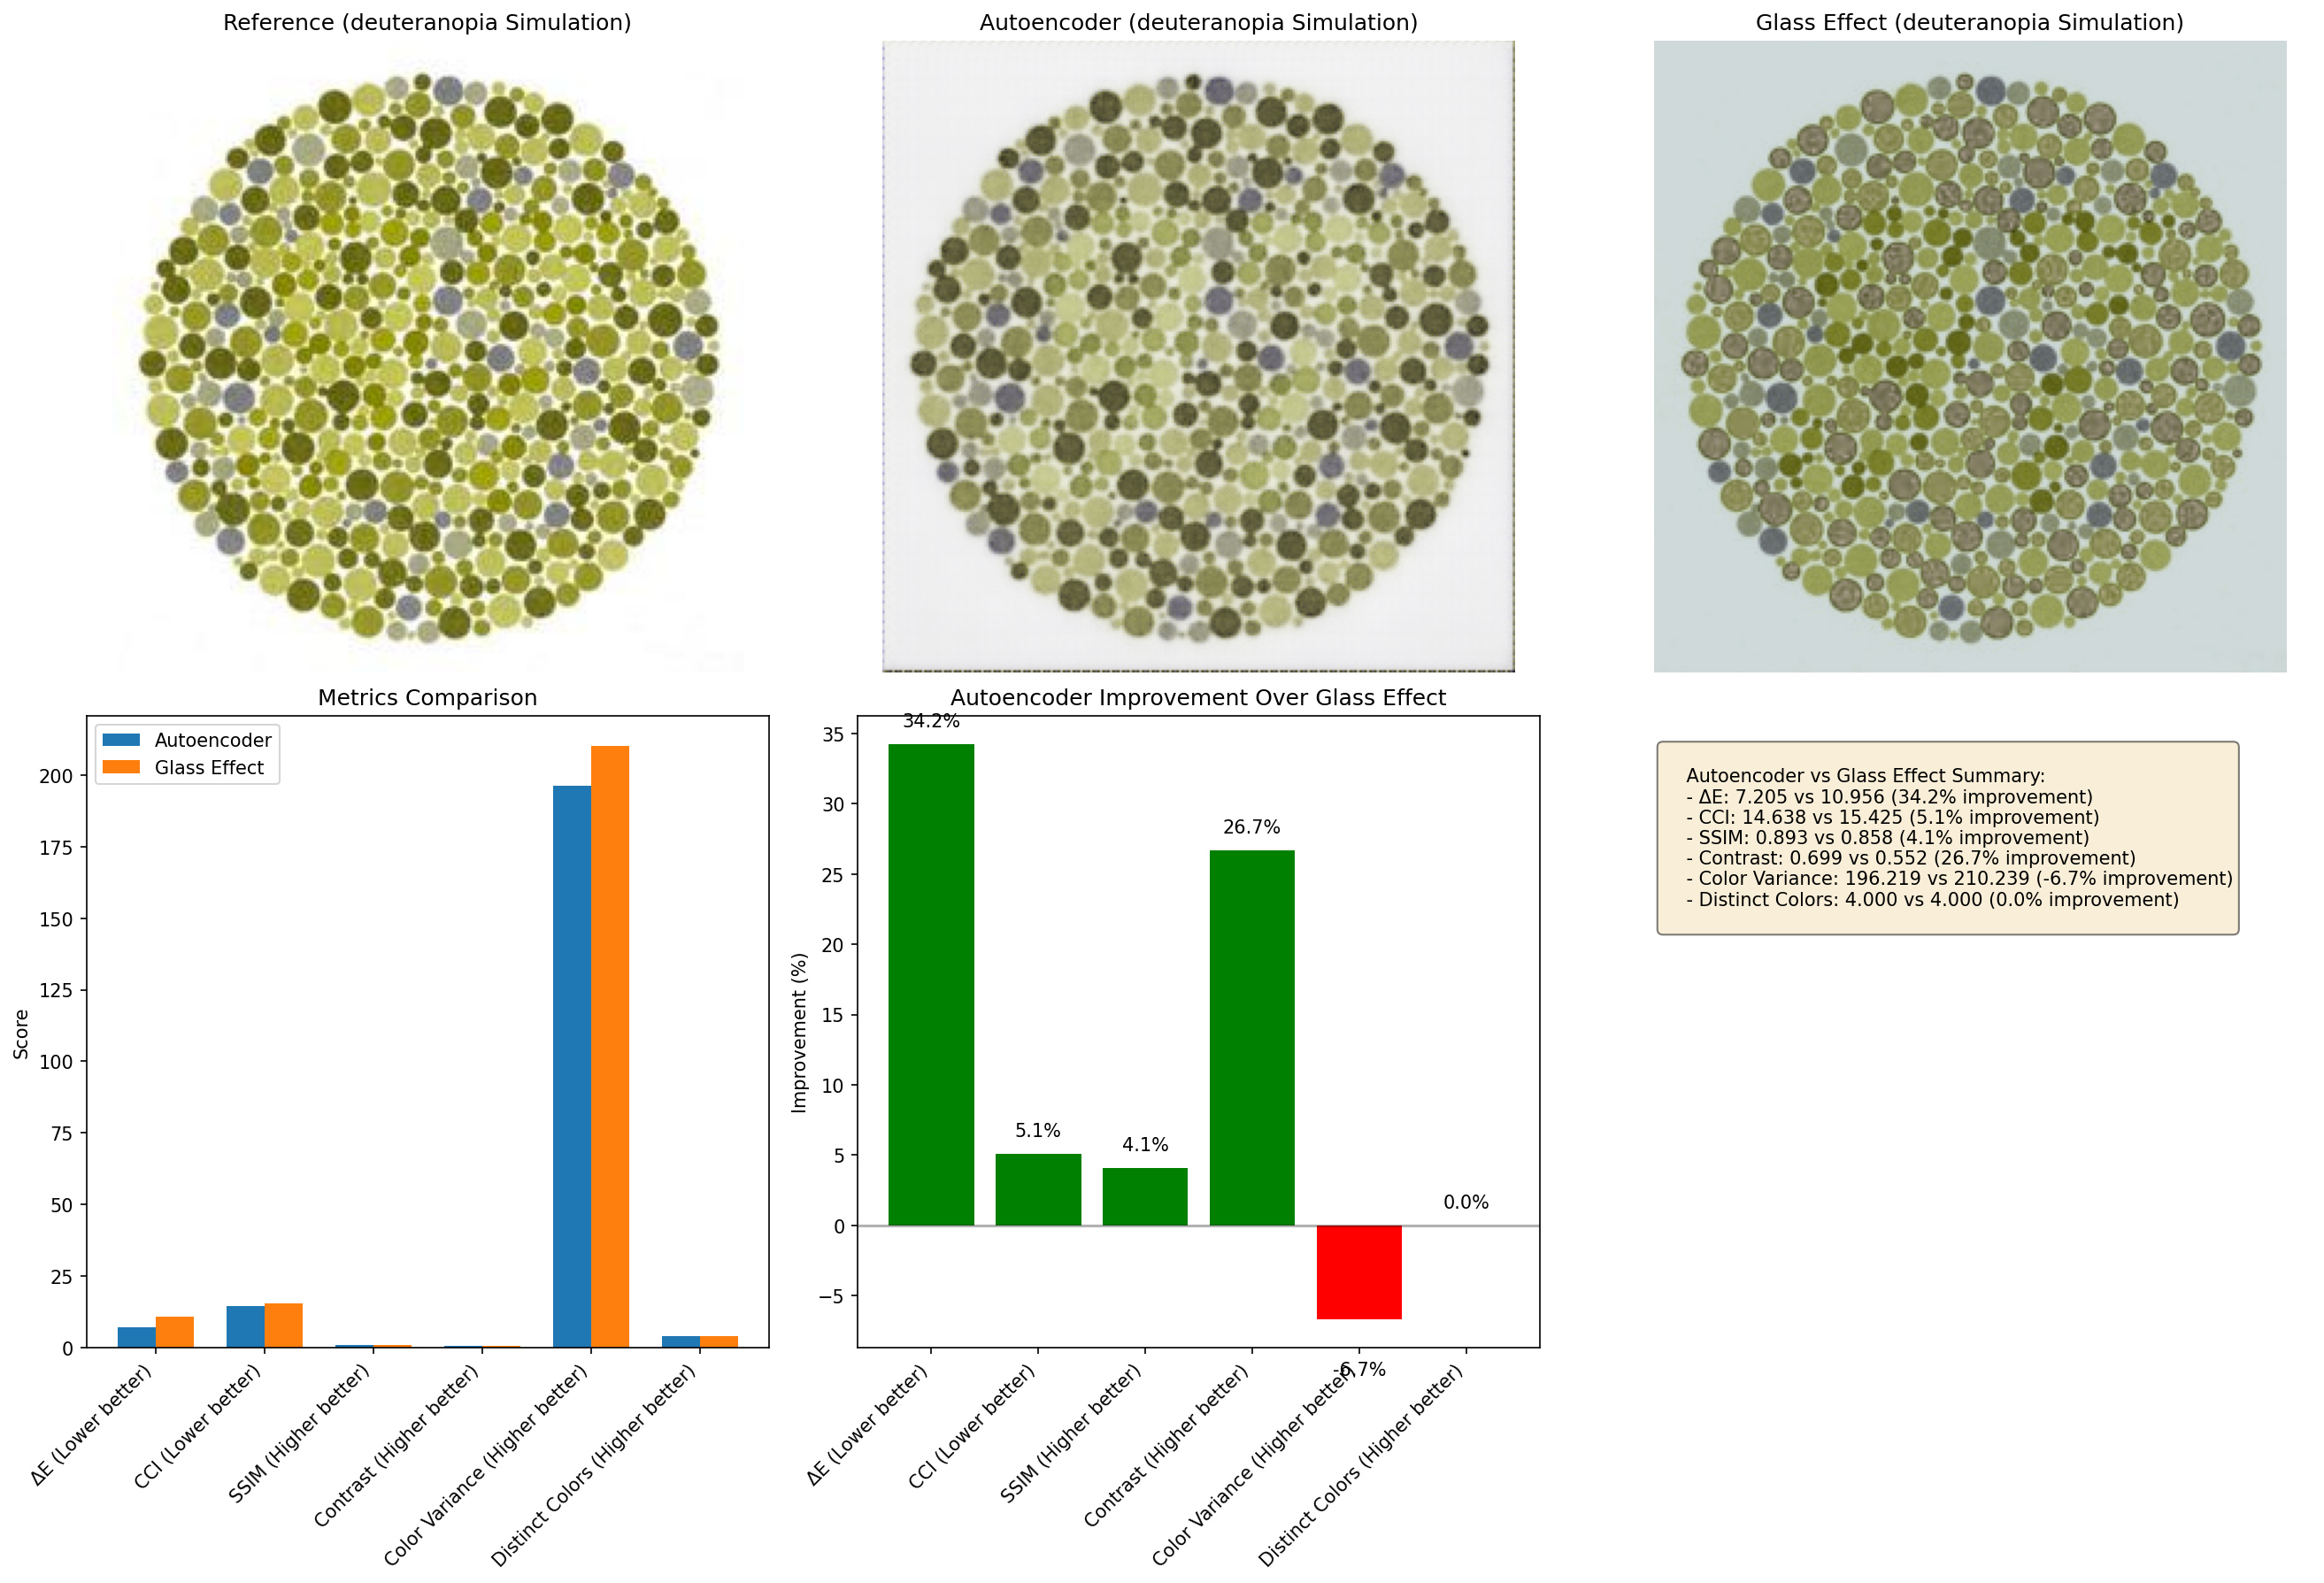 Reference (deuteranopia Simulation)
Autoencoder (deuteranopia Simulation)
Glass Effect (deuteranopia Simulation)
Metrics Comparison
Autoencoder
Glass Effect
Score
200
175
150
125
100
75
50
25
0
ΔE (Lower better)
CCI (Lower better)
SSIM (Higher better)
Contrast (Higher better)
Color Variance (Higher better)
Distinct Colors (Higher better)
Autoencoder Improvement Over Glass Effect
Improvement (%)
35
30
25
20
15
10
5
0
−5
34.2%
5.1%
4.1%
26.7%
-6.7%
0.0%
ΔE (Lower better)
CCI (Lower better)
SSIM (Higher better)
Contrast (Higher better)
Color Variance (Higher better)
Distinct Colors (Higher better)
Autoencoder vs Glass Effect Summary:
- ΔE: 7.205 vs 10.956 (34.2% improvement)
- CCI: 14.638 vs 15.425 (5.1% improvement)
- SSIM: 0.893 vs 0.858 (4.1% improvement)
- Contrast: 0.699 vs 0.552 (26.7% improvement)
- Color Variance: 196.219 vs 210.239 (-6.7% improvement)
- Distinct Colors: 4.000 vs 4.000 (0.0% improvement)